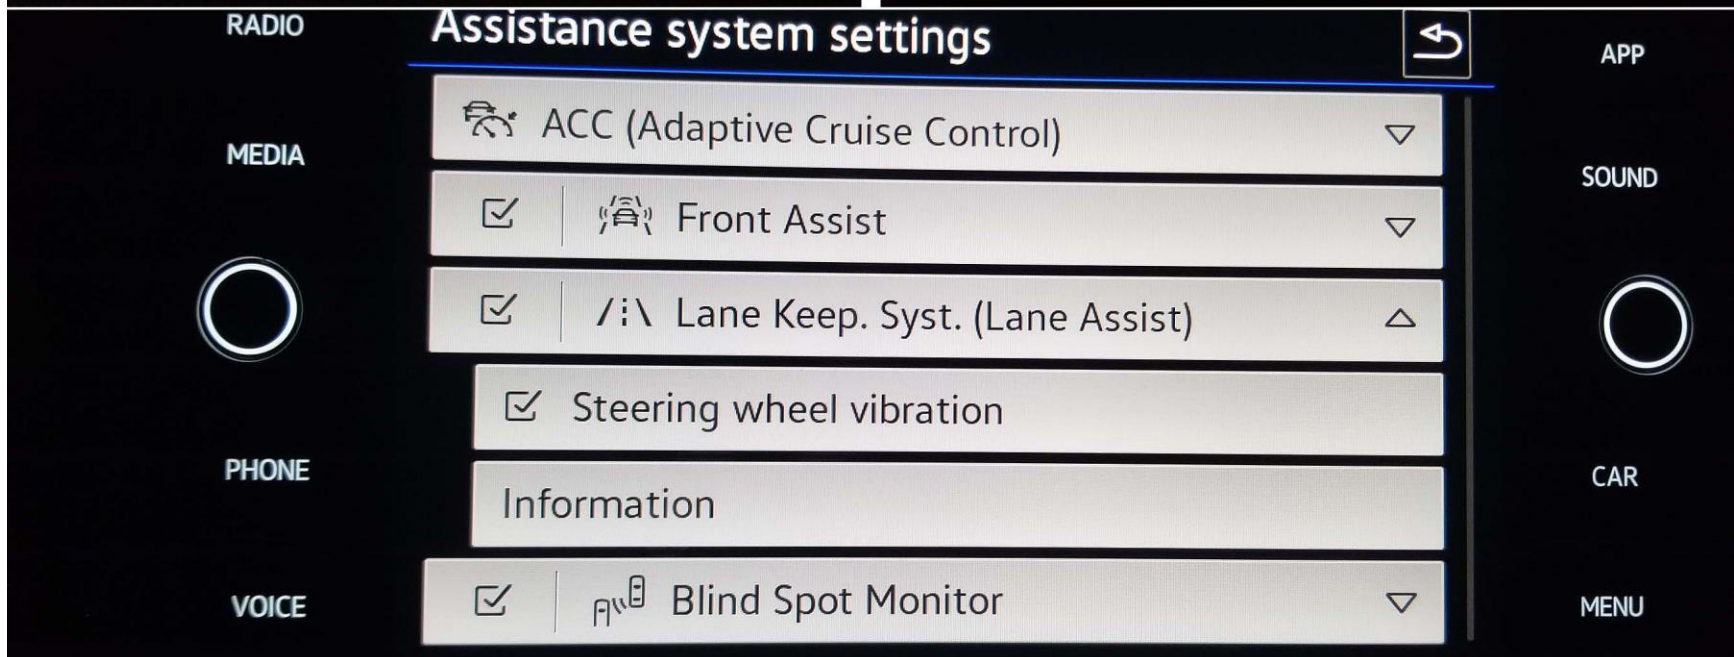 RADIO
MEDIA
PHONE
VOICE
Assistance system settings
ACC (Adaptive Cruise Control)
Front Assist
Lane Keep. Syst. (Lane Assist)
Steering wheel vibration
Information
Blind Spot Monitor
APP
SOUND
CAR
MENU